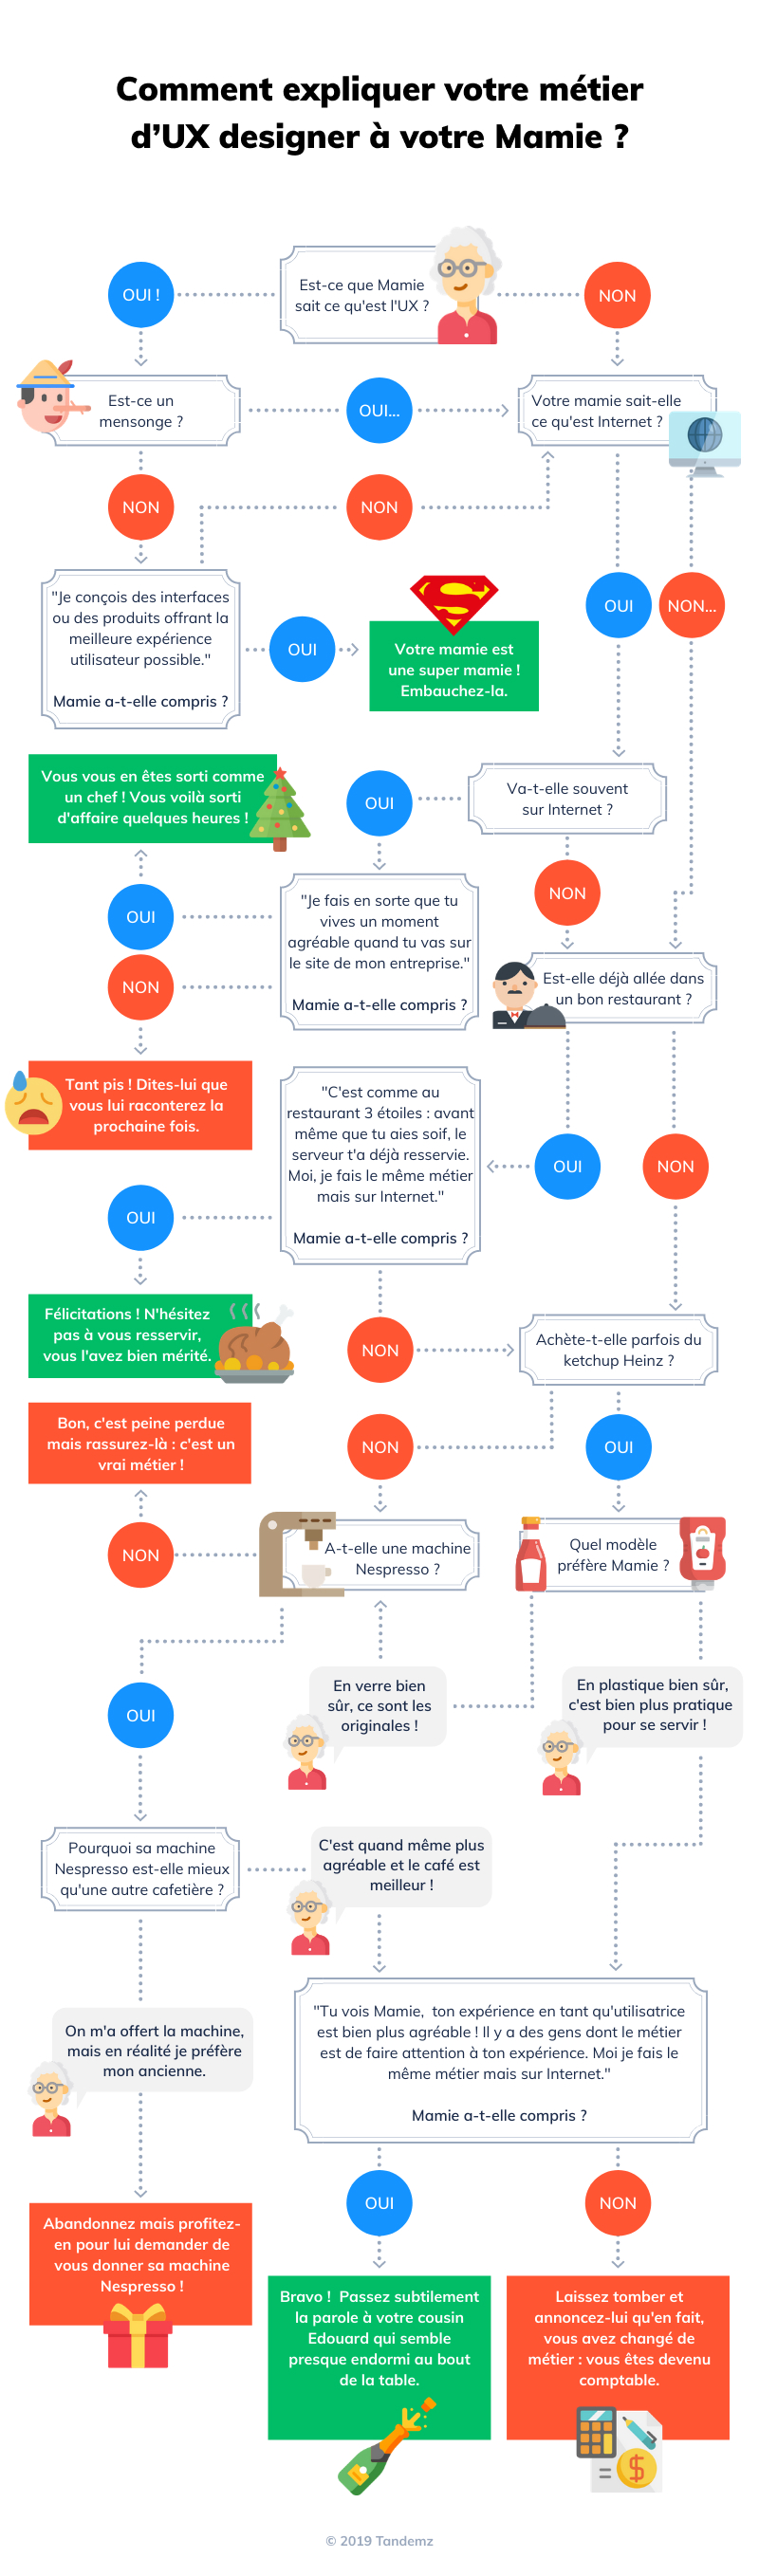 Comment expliquer votre métier
d’UX designer à votre Mamie ?
OUI !
Est-ce que Mamie
sait ce qu'est l'UX ?
NON
Est-ce un
mensonge ?
OUI...
Votre mamie sait-elle
ce qu'est Internet ?
NON
NON
"Je conçois des interfaces
ou des produits offrant la
meilleure expérience
utilisateur possible."
Mamie a-t-elle compris ?
OUI
Votre mamie est
une super mamie !
Embauchez-la.
OUI
NON...
Vous vous en êtes sorti comme
un chef ! Vous voilà sorti
d'affaire quelques heures !
OUI
Va-t-elle souvent
sur Internet ?
NON
OUI
"Je fais en sorte que tu
vives un moment
agréable quand tu vas sur
le site de mon entreprise."
Mamie a-t-elle compris ?
NON
Est-elle déjà allée dans
un bon restaurant ?
Tant pis ! Dites-lui que
vous lui raconterez la
prochaine fois.
"C'est comme au
restaurant 3 étoiles : avant
même que tu aies soif, le
serveur t'a déjà resservie.
Moi, je fais le même métier
mais sur Internet."
Mamie a-t-elle compris ?
OUI
NON
OUI
Félicitations ! N'hésitez
pas à vous resservir,
vous l'avez bien mérité.
NON
Achète-t-elle parfois du
ketchup Heinz ?
Bon, c'est peine perdue
mais rassurez-là : c'est un
vrai métier !
NON
OUI
NON
A-t-elle une machine
Nespresso ?
Quel modèle
préfère Mamie ?
OUI
En verre bien
sûr, ce sont les
originales !
En plastique bien sûr,
c'est bien plus pratique
pour se servir !
Pourquoi sa machine
Nespresso est-elle mieux
qu'une autre cafetière ?
C'est quand même plus
agréable et le café est
meilleur !
On m'a offert la machine,
mais en réalité je préfère
mon ancienne.
"Tu vois Mamie,  ton expérience en tant qu'utilisatrice
est bien plus agréable ! Il y a des gens dont le métier
est de faire attention à ton expérience. Moi je fais le
même métier mais sur Internet."
Mamie a-t-elle compris ?
OUI
NON
Abandonnez mais profitez-
en pour lui demander de
vous donner sa machine
Nespresso !
Bravo !  Passez subtilement
la parole à votre cousin
Edouard qui semble
presque endormi au bout
de la table.
Laissez tomber et
annoncez-lui qu'en fait,
vous avez changé de
métier : vous êtes devenu
comptable.
© 2019 Tandemz